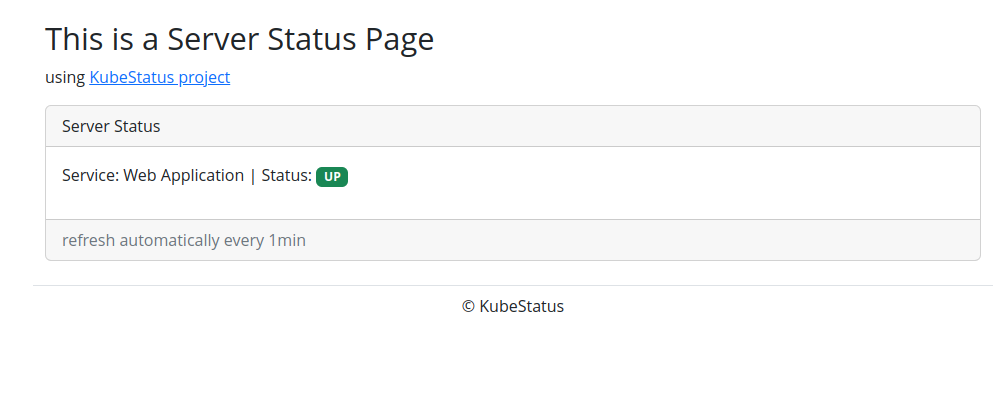 This is a Server Status Page
using KubeStatus project
Server Status
Service: Web Application | Status: UP
refresh automatically every 1min
© KubeStatus